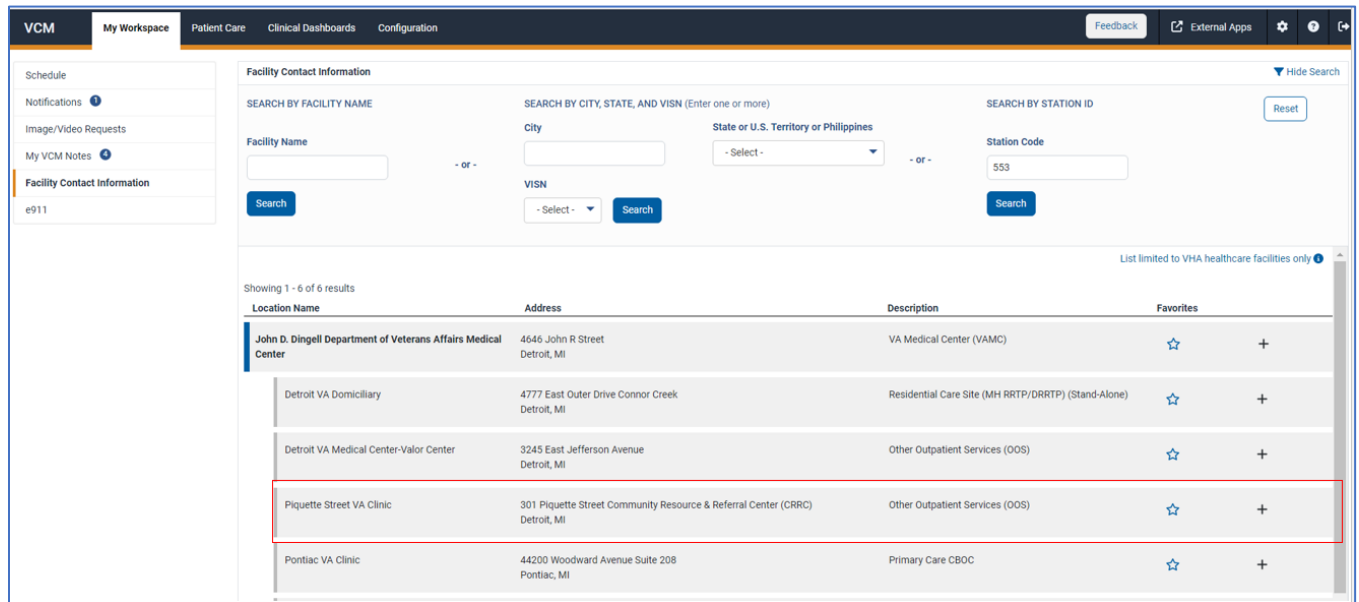 VCM My Workspace Patient Care Clinical Dashboards Configuration Feedback External Apps
Schedule
Notifications 1
Image/Video Requests
My VCM Notes 4
Facility Contact Information
e911
Facility Contact Information Hide Search
SEARCH BY FACILITY NAME
Facility Name
- or -
Search
SEARCH BY CITY, STATE, AND VISN (Enter one or more)
City
State or U.S. Territory or Philippines
- Select -
VISN
- Select - Search
- or -
SEARCH BY STATION ID
Station Code
553
Search
Reset
List limited to VHA healthcare facilities only
Showing 1 - 6 of 6 results
Location Name Address Description Favorites
John D. Dingell Department of Veterans Affairs Medical
Center
4646 John R Street
Detroit, MI
VA Medical Center (VAMC)
Detroit VA Domiciliary
4777 East Outer Drive Connor Creek
Detroit, MI
Residential Care Site (MH RRTP/DRRTP) (Stand-Alone)
Detroit VA Medical Center-Valor Center
3245 East Jefferson Avenue
Detroit, MI
Other Outpatient Services (OOS)
Piquette Street VA Clinic
301 Piquette Street Community Resource & Referral Center (CRRC)
Detroit, MI
Other Outpatient Services (OOS)
Pontiac VA Clinic
44200 Woodward Avenue Suite 208
Pontiac, MI
Primary Care CBOC